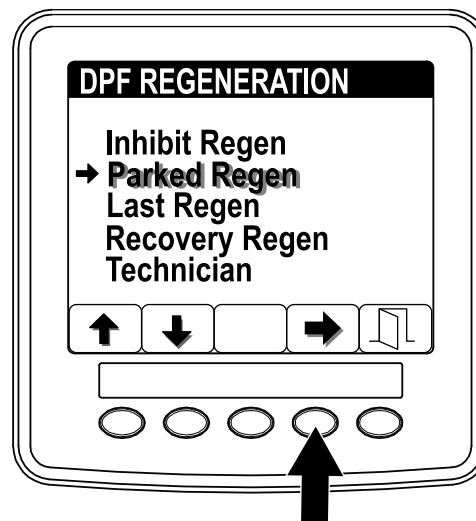 DPF REGENERATION
Inhibit Regen
Parked Regen
Last Regen
Recovery Regen
Technician